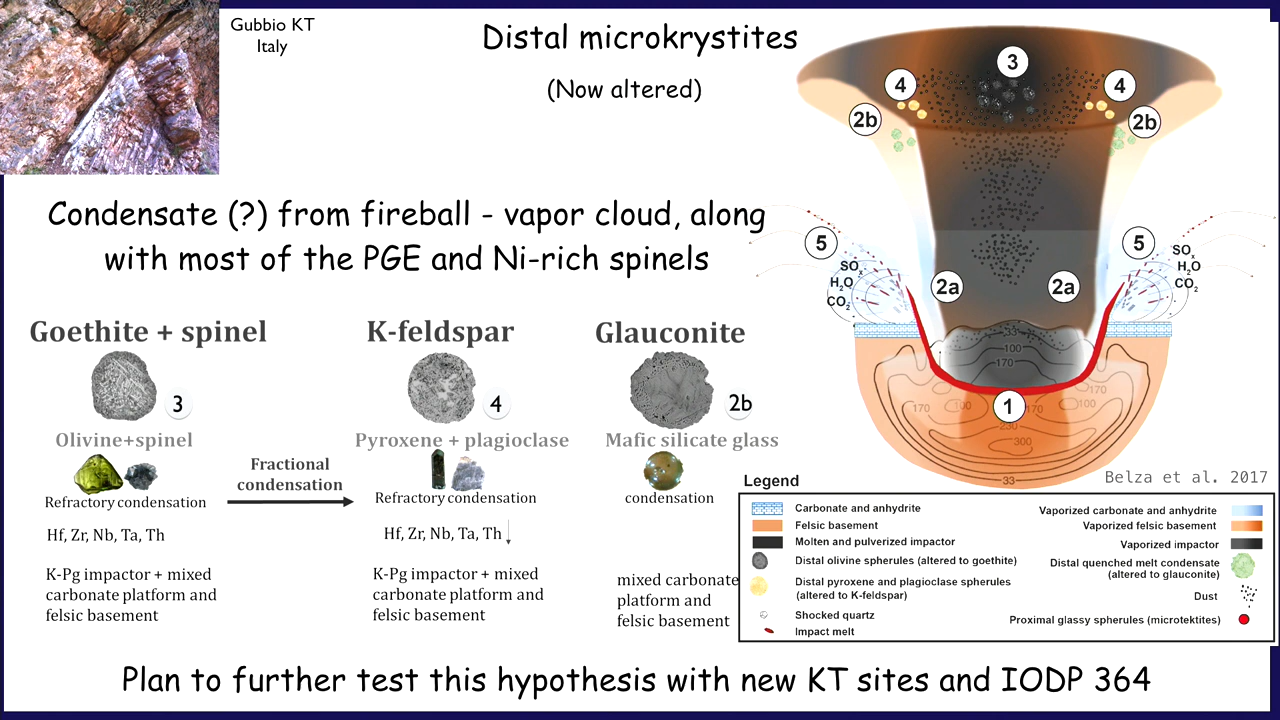 Gubbio KT
Italy
Distal microkrystites
(Now altered)
Condensate (?) from fireball - vapor cloud, along
with most of the PGE and Ni-rich spinels
Goethite + spinel
3
Olivine+spinel
Refractory condensation
Hf, Zr, Nb, Ta, Th
K-Pg impactor + mixed
carbonate platform and
felsic basement
Fractional
condensation
K-feldspar
4
Pyroxene + plagioclase
Refractory condensation
Hf, Zr, Nb, Ta, Th
K-Pg impactor + mixed
carbonate platform and
felsic basement
Glauconite
2b
Mafic silicate glass
condensation
mixed carbonate
platform and
felsic basement
3
4
4
2b
2b
5
5
SOx
H2O
CO2
SOx
H2O
CO2
2a
2a
33
100
170
1
170
100
170
100
170
230
300
33
Belza et al. 2017
Legend
Carbonate and anhydrite
Felsic basement
Molten and pulverized impactor
Distal olivine spherules (altered to goethite)
Distal pyroxene and plagioclase spherules
(altered to K-feldspar)
Shocked quartz
Impact melt
Vaporized carbonate and anhydrite
Vaporized felsic basement
Vaporized impactor
Distal quenched melt condensate
(altered to glauconite)
Dust
Proximal glassy spherules (microtektites)
Plan to further test this hypothesis with new KT sites and IODP 364